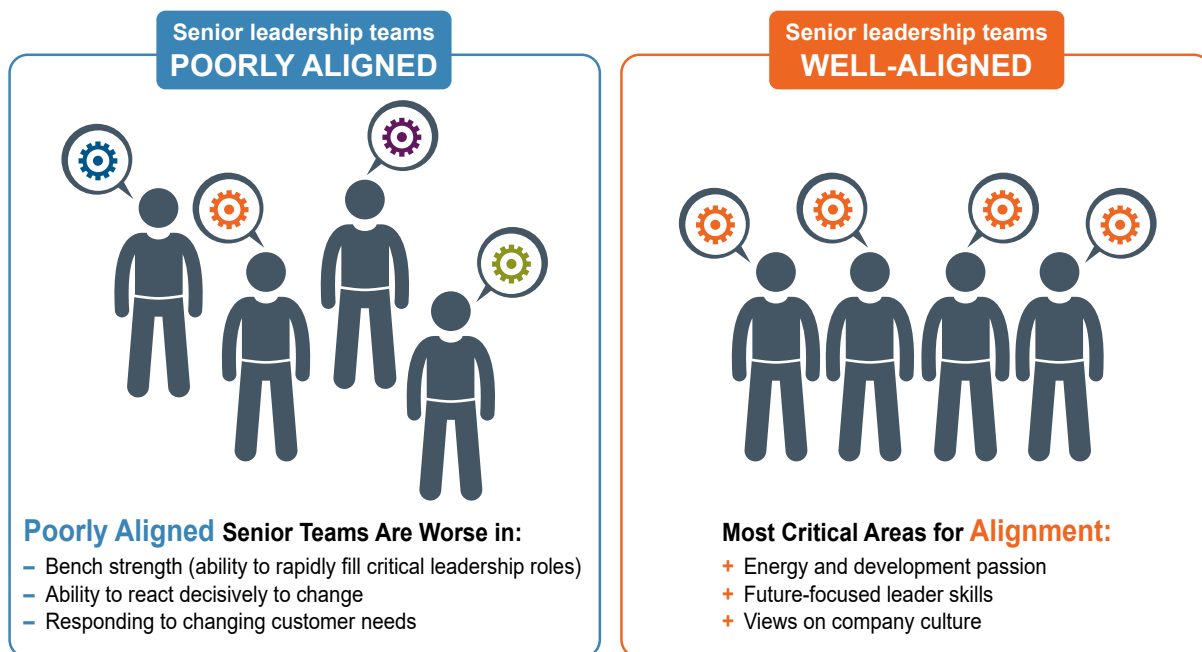 Senior leadership teams
POORLY ALIGNED
Poorly Aligned Senior Teams Are Worse in:
– Bench strength (ability to rapidly fill critical leadership roles)
– Ability to react decisively to change
– Responding to changing customer needs
Senior leadership teams
WELL-ALIGNED
Most Critical Areas for Alignment:
+ Energy and development passion
+ Future-focused leader skills
+ Views on company culture